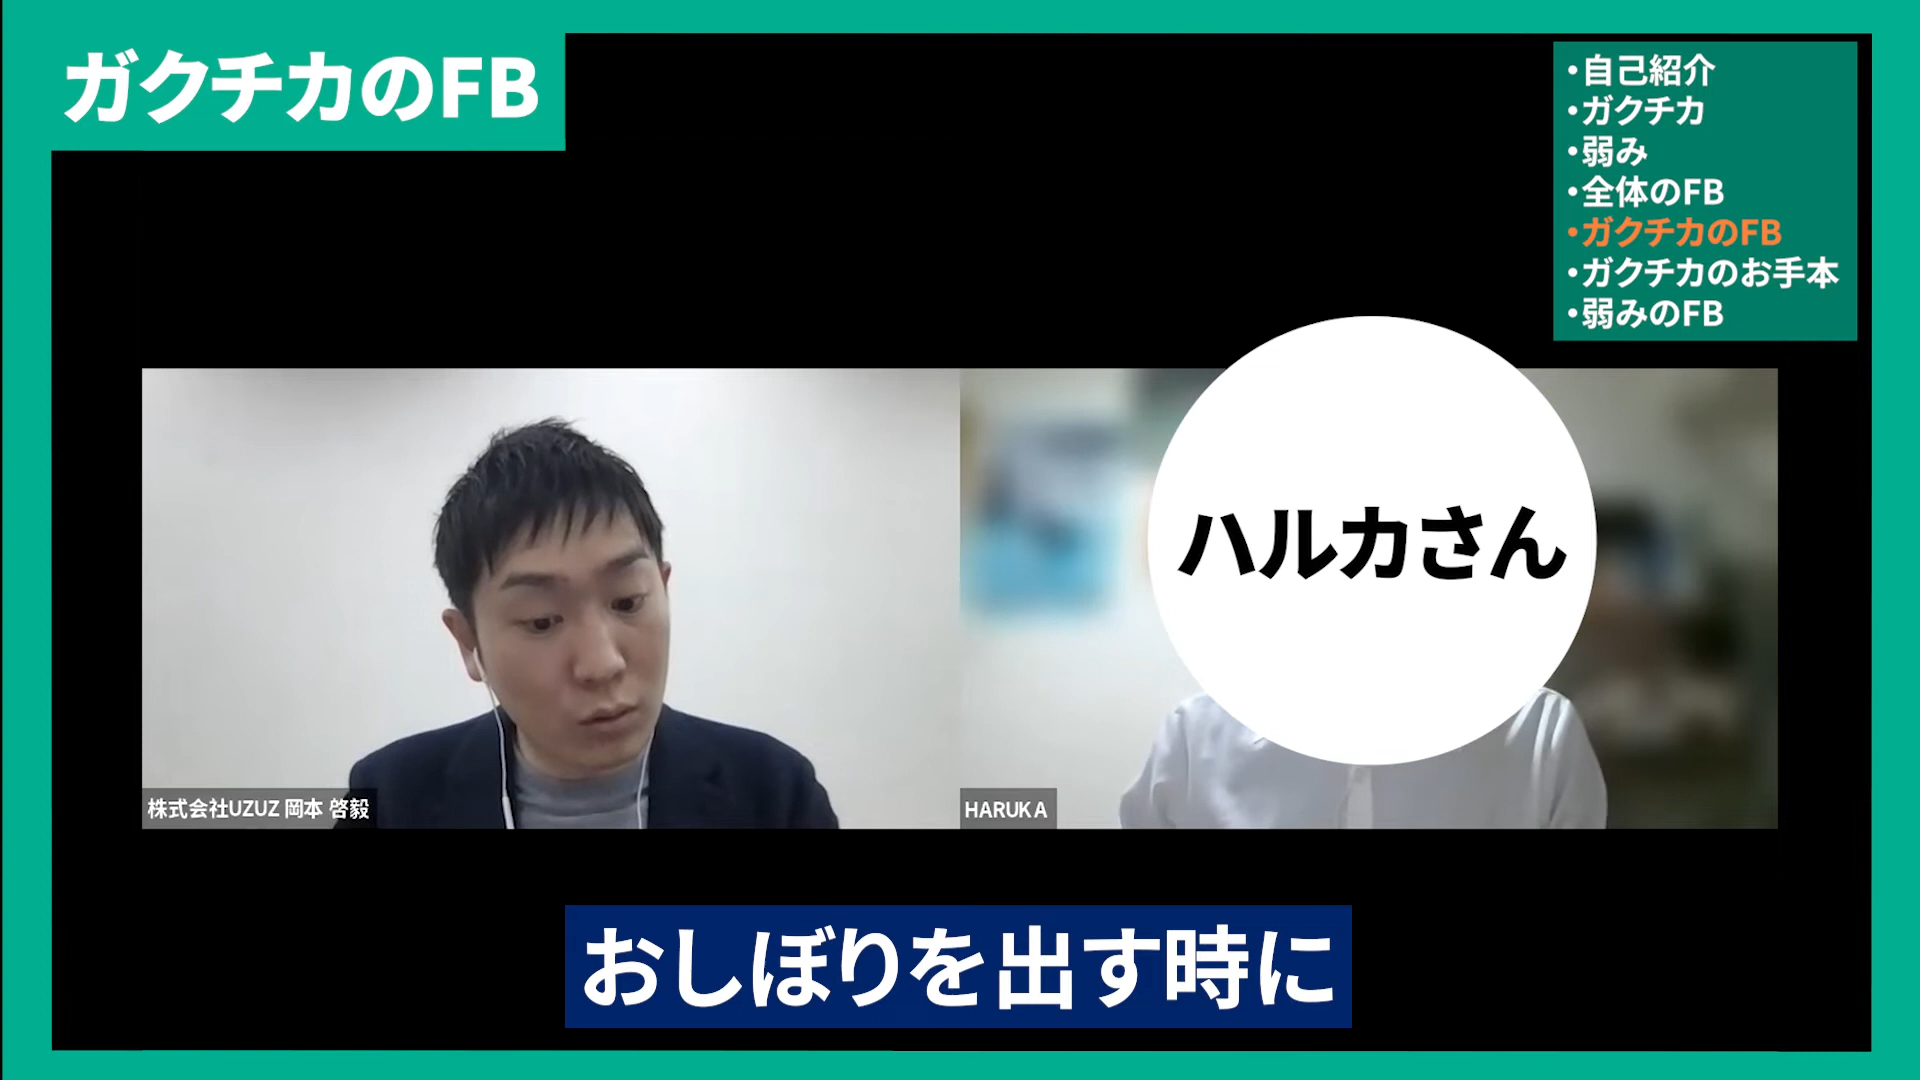 ガクチカのFB
・自己紹介
・ガクチカ
・弱み
・全体のFB
・ガクチカのFB
・ガクチカのお手本
・弱みのFB
ハルカさん
株式会社UZUZ 岡本 啓毅
HARUKA
おしぼりを出す時に